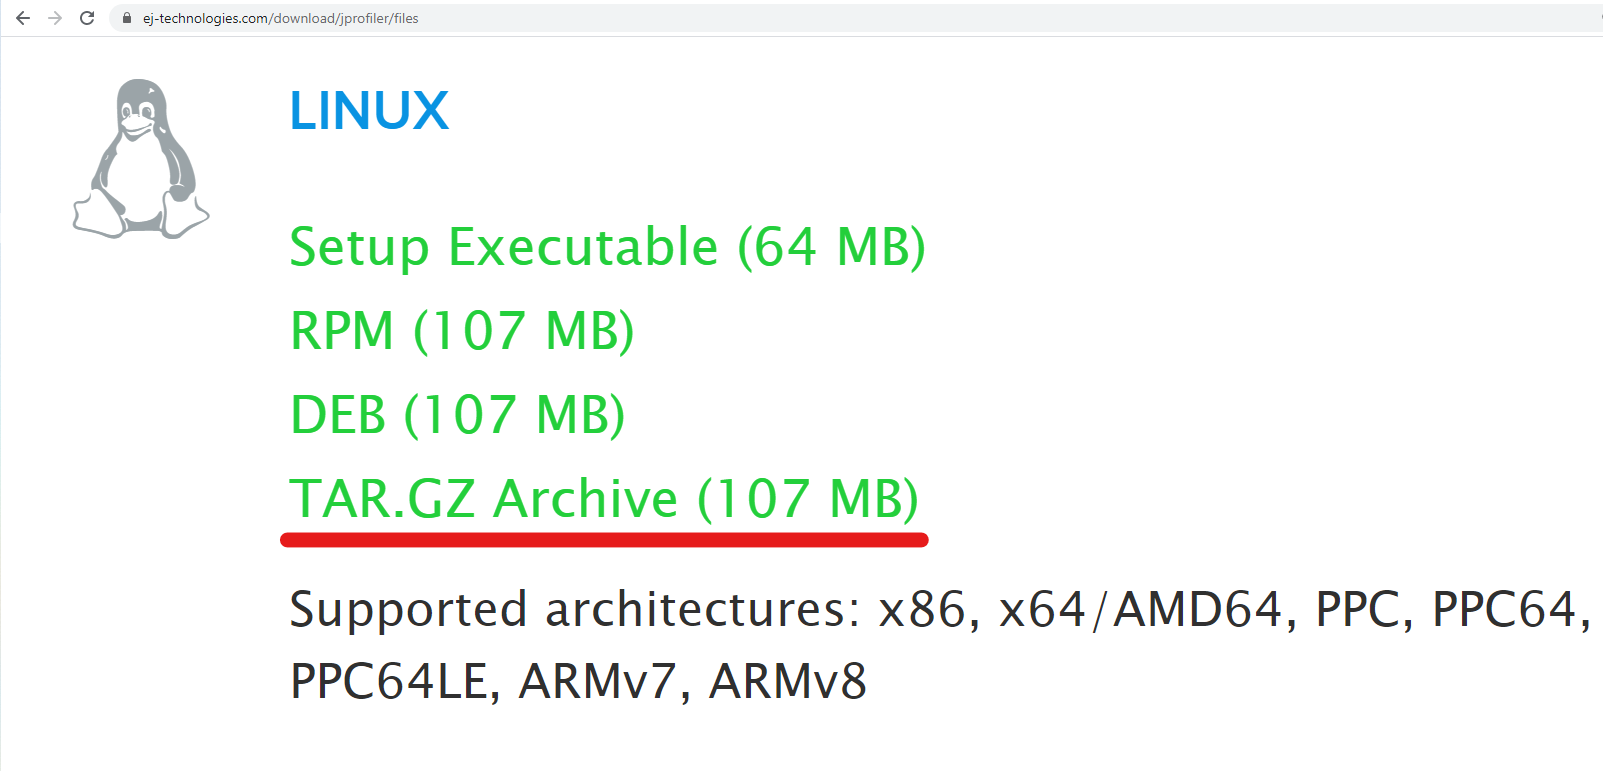 ej-technologies.com/download/jprofiler/files
LINUX
Setup Executable (64 MB)
RPM (107 MB)
DEB (107 MB)
TAR.GZ Archive (107 MB)
Supported architectures: x86, x64/AMD64, PPC, PPC64,
PPC64LE, ARMv7, ARMv8